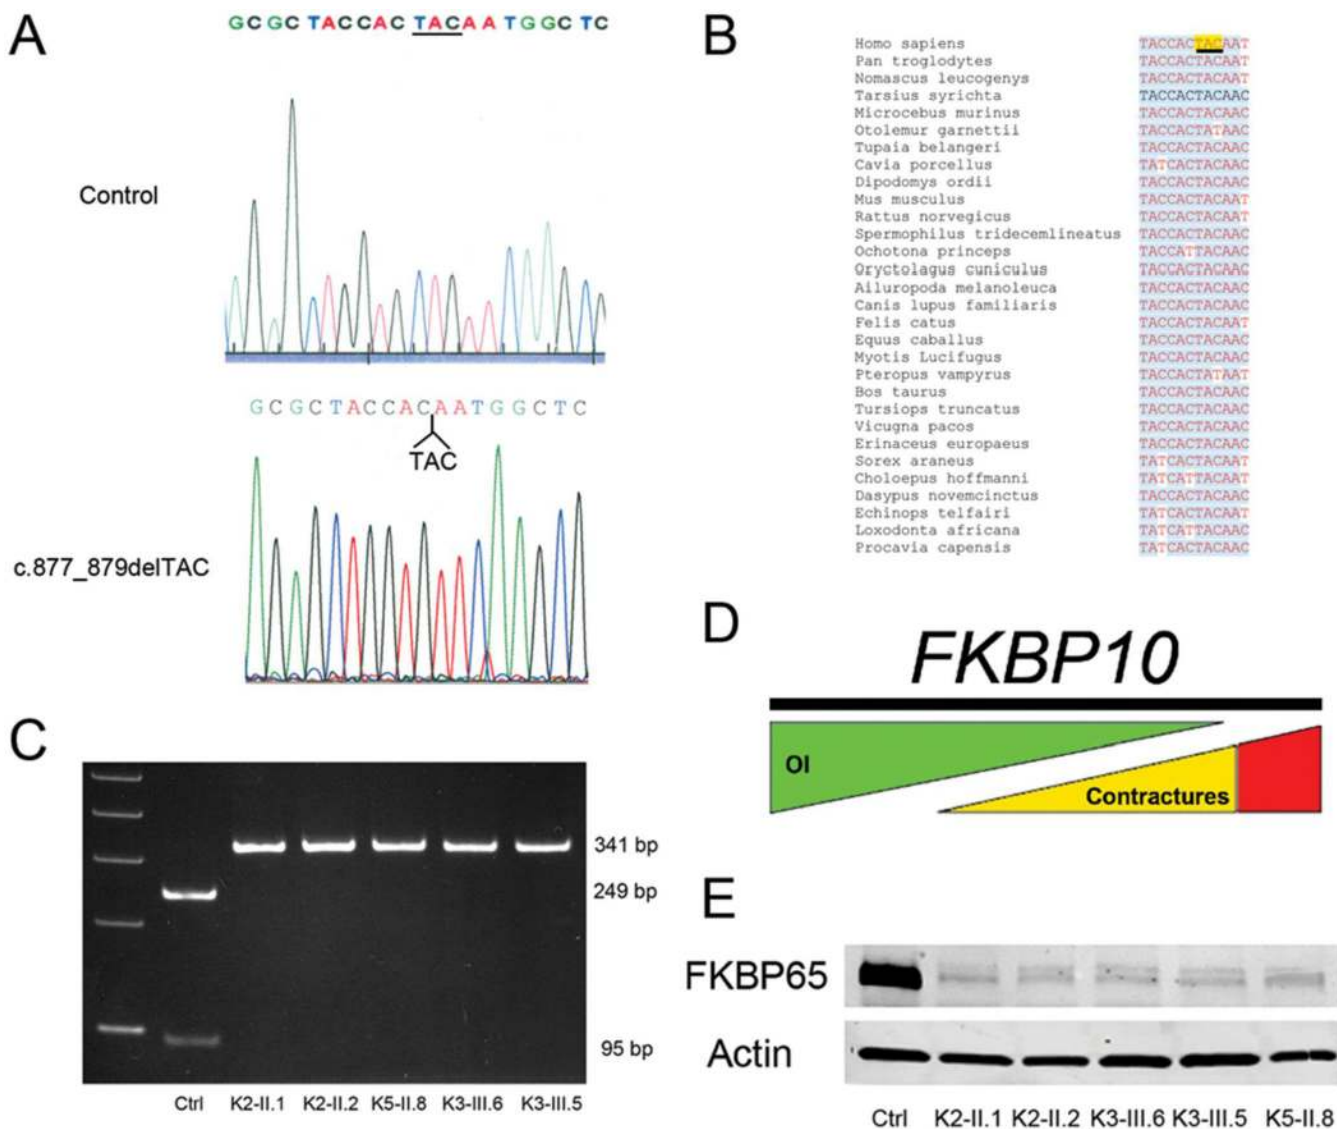 A
GCGCTACCAC TACAATGGCTC
Control
GCGCTACCACAATGGCTC
TAC
c.877_879delTAC
B
Homo sapiens TACCACTACAAT
Pan troglodytes TACCACTACAAT
Nomascus leucogenys TACCACTACAAT
Tarsius syrichta TACCACTACAAC
Microcebus murinus TACCACTACAAC
Otolemur garnettii TACCACTATAAC
Tupaia belangeri TACCACTACAAC
Cavia porcellus TATCACTACAAC
Dipodomys ordii TACCACTACAAC
Mus musculus TACCACTACAAT
Rattus norvegicus TACCACTACAAT
Spermophilus tridecemlineatus TACCACTACAAC
Ochotona princeps TACCATTACAAC
Oryctolagus cuniculus TACCACTACAAC
Ailuropoda melanoleuca TACCACTACAAC
Canis lupus familiaris TACCACTACAAC
Felis catus TACCACTACAAT
Equus caballus TACCACTACAAC
Myotis Lucifugus TACCACTACAAC
Pteropus vampyrus TACCACTATAAT
Bos taurus TACCACTACAAC
Tursiops truncatus TACCACTACAAC
Vicugna pacos TACCACTACAAC
Erinaceus europaeus TACCACTACAAC
Sorex araneus TATCACTACAAT
Choloepus hoffmanni TATCATTACAAT
Dasypus novemcinctus TACCACTACAAC
Echinops telfairi TATCACTACAAT
Loxodonta africana TATCATTACAAC
Procavia capensis TATCACTACAAC
C
341 bp
249 bp
95 bp
Ctrl K2-II.1 K2-II.2 K5-II.8 K3-III.6 K3-III.5
D
FKBP10
OI
Contractures
E
FKBP65
Actin
Ctrl K2-II.1 K2-II.2 K3-III.6 K3-III.5 K5-II.8